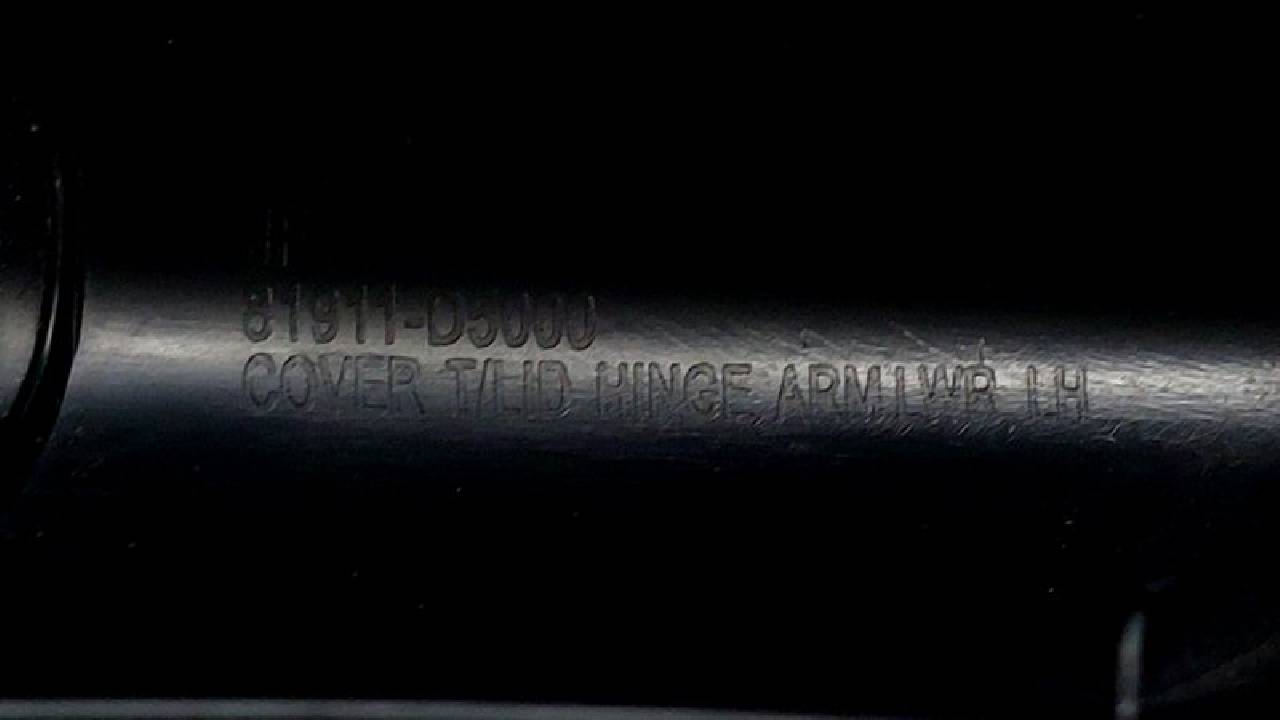 81911-D5000
COVER T/LID HINGE ARM LWR LH